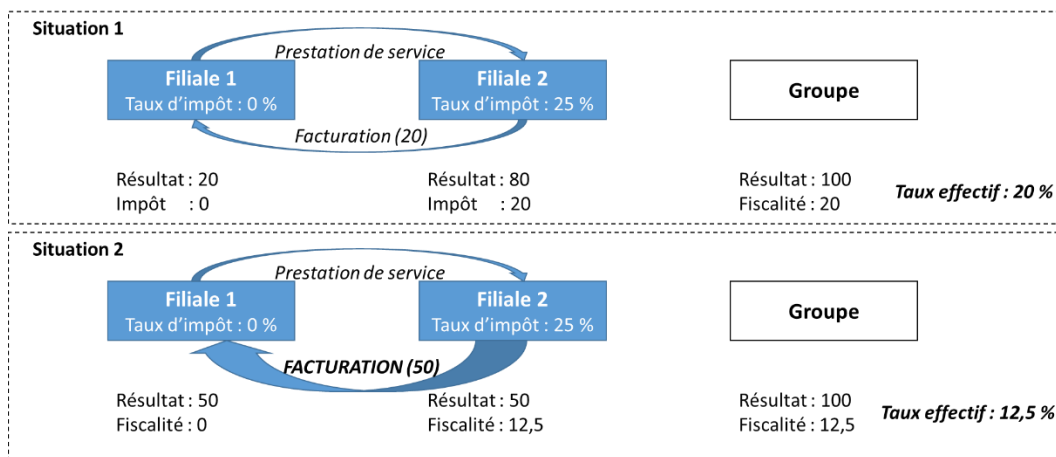 Situation 1
Prestation de service
Filiale 1
Taux d'impôt : 0 %
Filiale 2
Taux d'impôt : 25 %
Groupe
Facturation (20)
Résultat : 20
Impôt : 0
Résultat : 80
Impôt : 20
Résultat : 100
Fiscalité : 20
Taux effectif : 20 %
Situation 2
Prestation de service
Filiale 1
Taux d'impôt : 0 %
Filiale 2
Taux d'impôt : 25 %
Groupe
FACTURATION (50)
Résultat : 50
Fiscalité : 0
Résultat : 50
Fiscalité : 12,5
Résultat : 100
Fiscalité : 12,5
Taux effectif : 12,5 %